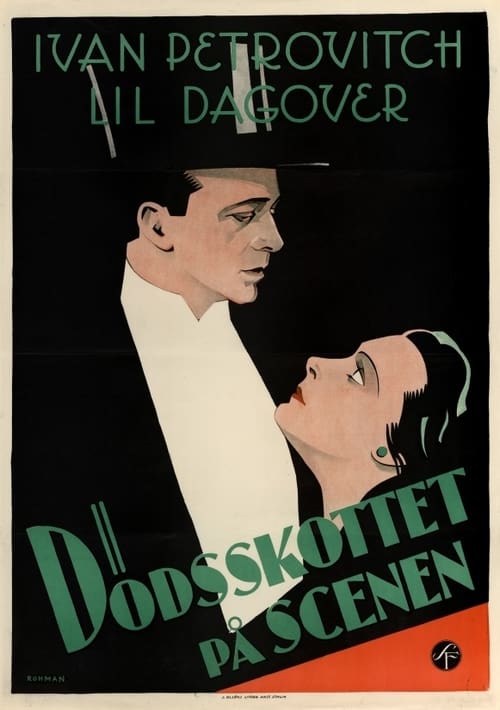 IVAN PETROVITCH
LIL DAGOVER
DÖDSSKOTTET
PÅ SCENEN
SF
ROHMAN